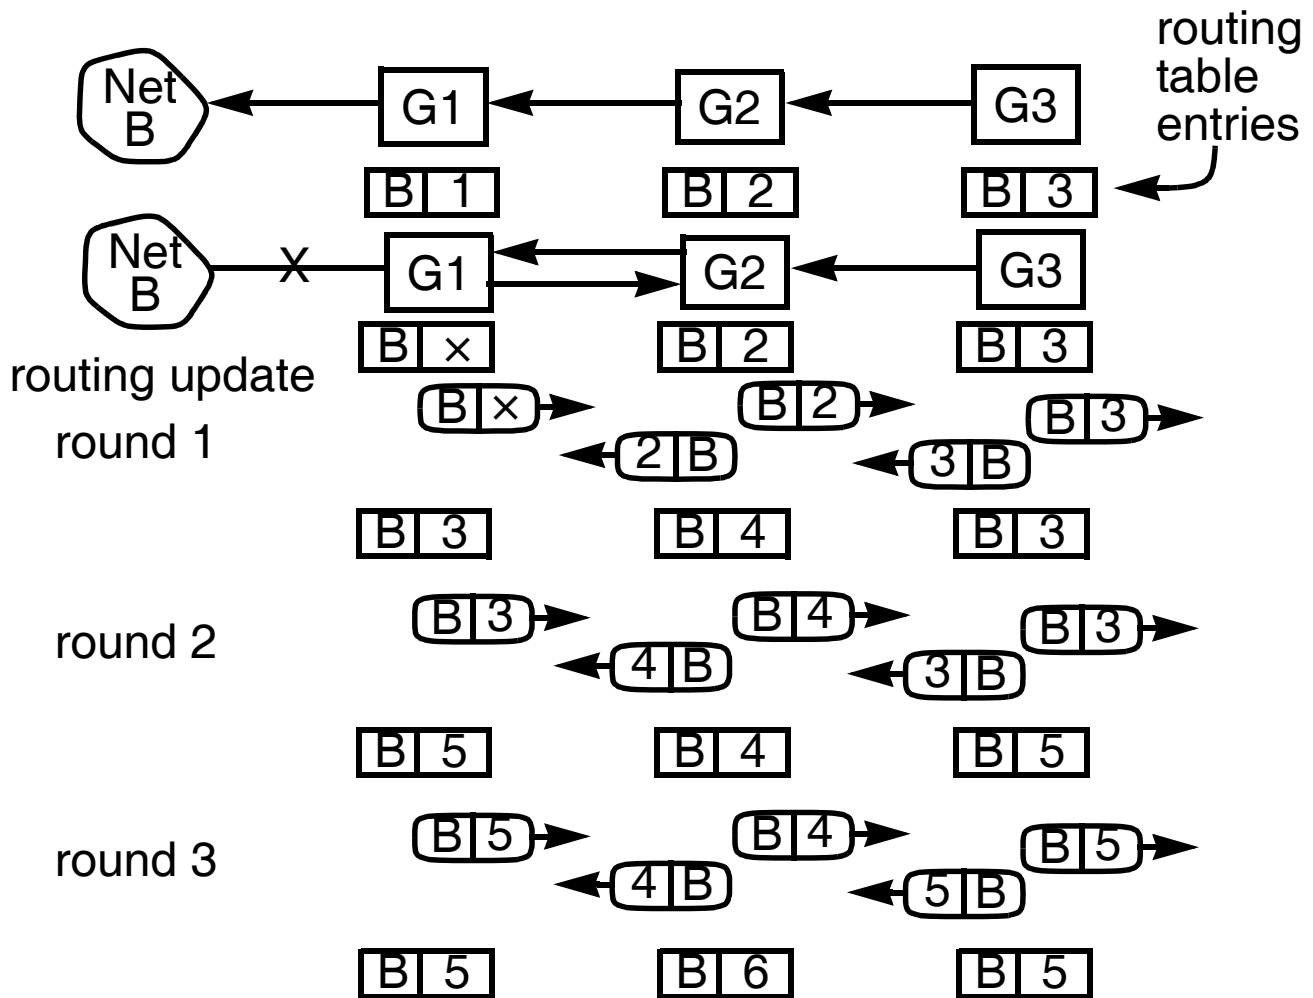 routing
table
entries
Net
B
G1
G2
G3
B 1
B 2
B 3
Net
B
X
G1
G2
G3
B ×
B 2
B 3
routing update
round 1
B ×
2 B
B 2
3 B
B 3
B 3
B 4
B 3
round 2
B 3
4 B
B 4
3 B
B 3
B 5
B 4
B 5
round 3
B 5
4 B
B 4
5 B
B 5
B 5
B 6
B 5